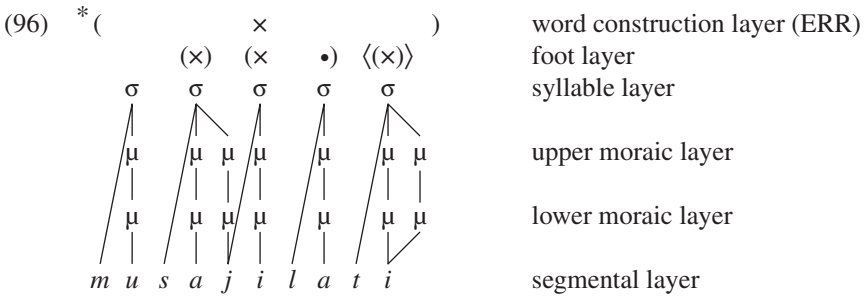 (96) *( × ) word construction layer (ERR)
(×) (× •) ⟨(×)⟩ foot layer
σ σ σ σ σ syllable layer
μ μ μ μ μ μ μ upper moraic layer
μ μ μ μ μ μ μ lower moraic layer
m u s a j i l a t i segmental layer